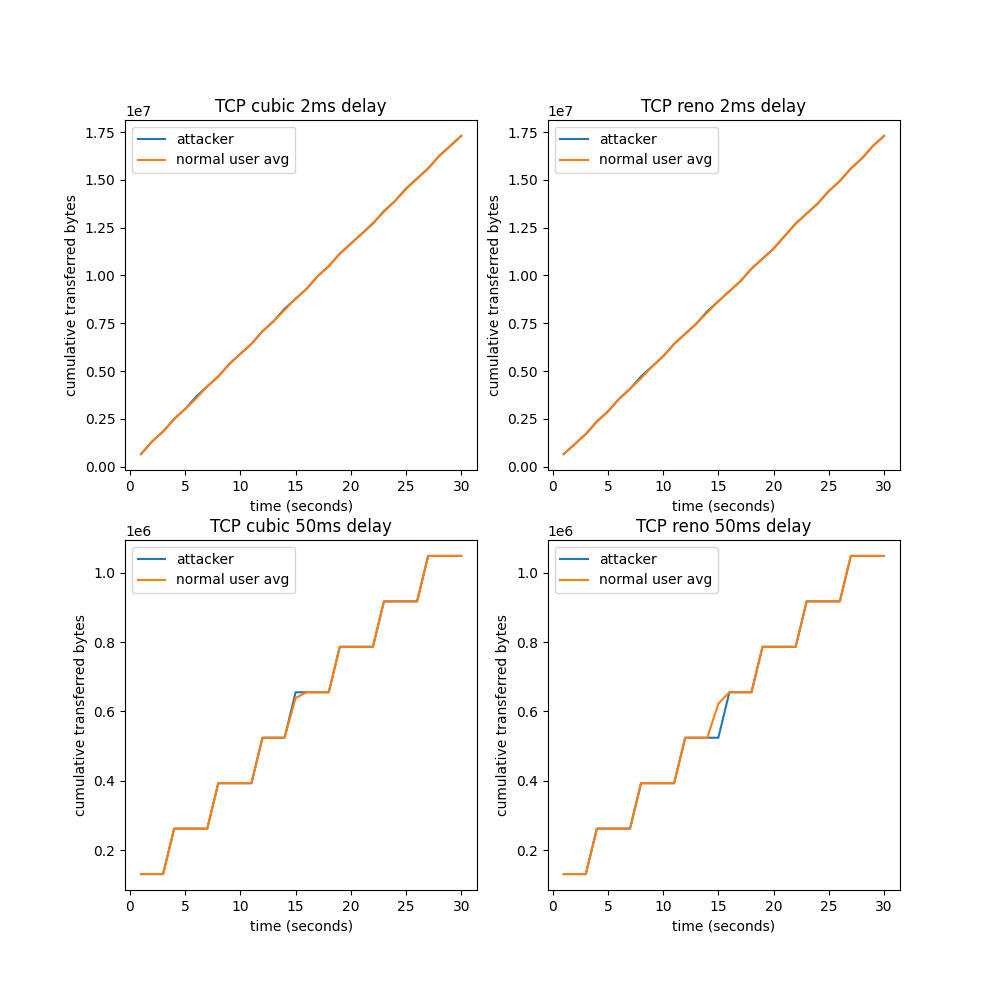 TCP cubic 2ms delay
1e7
attacker
normal user avg
cumulative transferred bytes
1.75
1.50
1.25
1.00
0.75
0.50
0.25
0.00
0 5 10 15 20 25 30
time (seconds)
TCP reno 2ms delay
1e7
attacker
normal user avg
cumulative transferred bytes
1.75
1.50
1.25
1.00
0.75
0.50
0.25
0.00
0 5 10 15 20 25 30
time (seconds)
TCP cubic 50ms delay
1e6
attacker
normal user avg
cumulative transferred bytes
1.0
0.8
0.6
0.4
0.2
0 5 10 15 20 25 30
time (seconds)
TCP reno 50ms delay
1e6
attacker
normal user avg
cumulative transferred bytes
1.0
0.8
0.6
0.4
0.2
0 5 10 15 20 25 30
time (seconds)